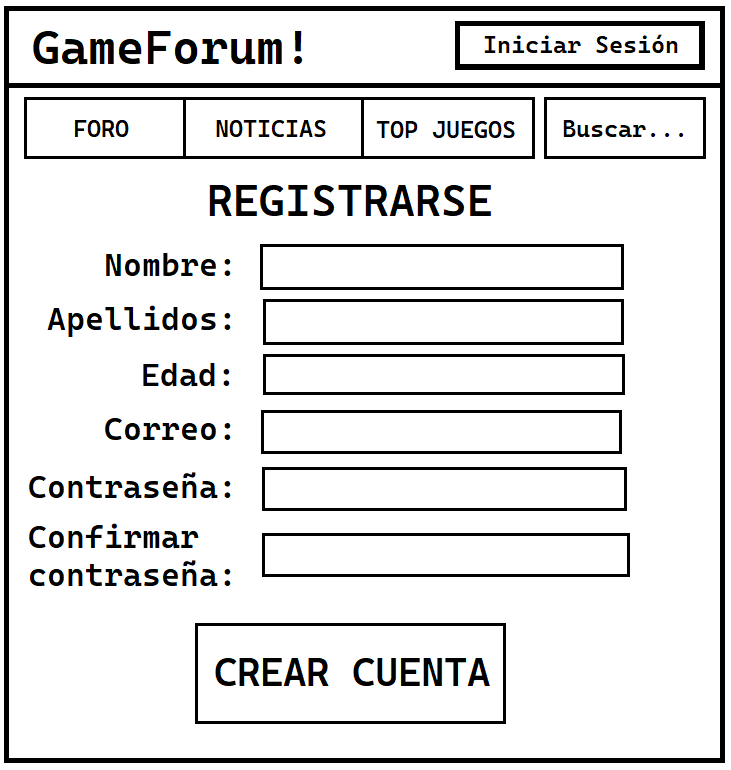 GameForum!
Iniciar Sesión
FORO
NOTICIAS
TOP JUEGOS
Buscar...
REGISTRARSE
Nombre:
Apellidos:
Edad:
Correo:
Contraseña:
Confirmar
contraseña:
CREAR CUENTA